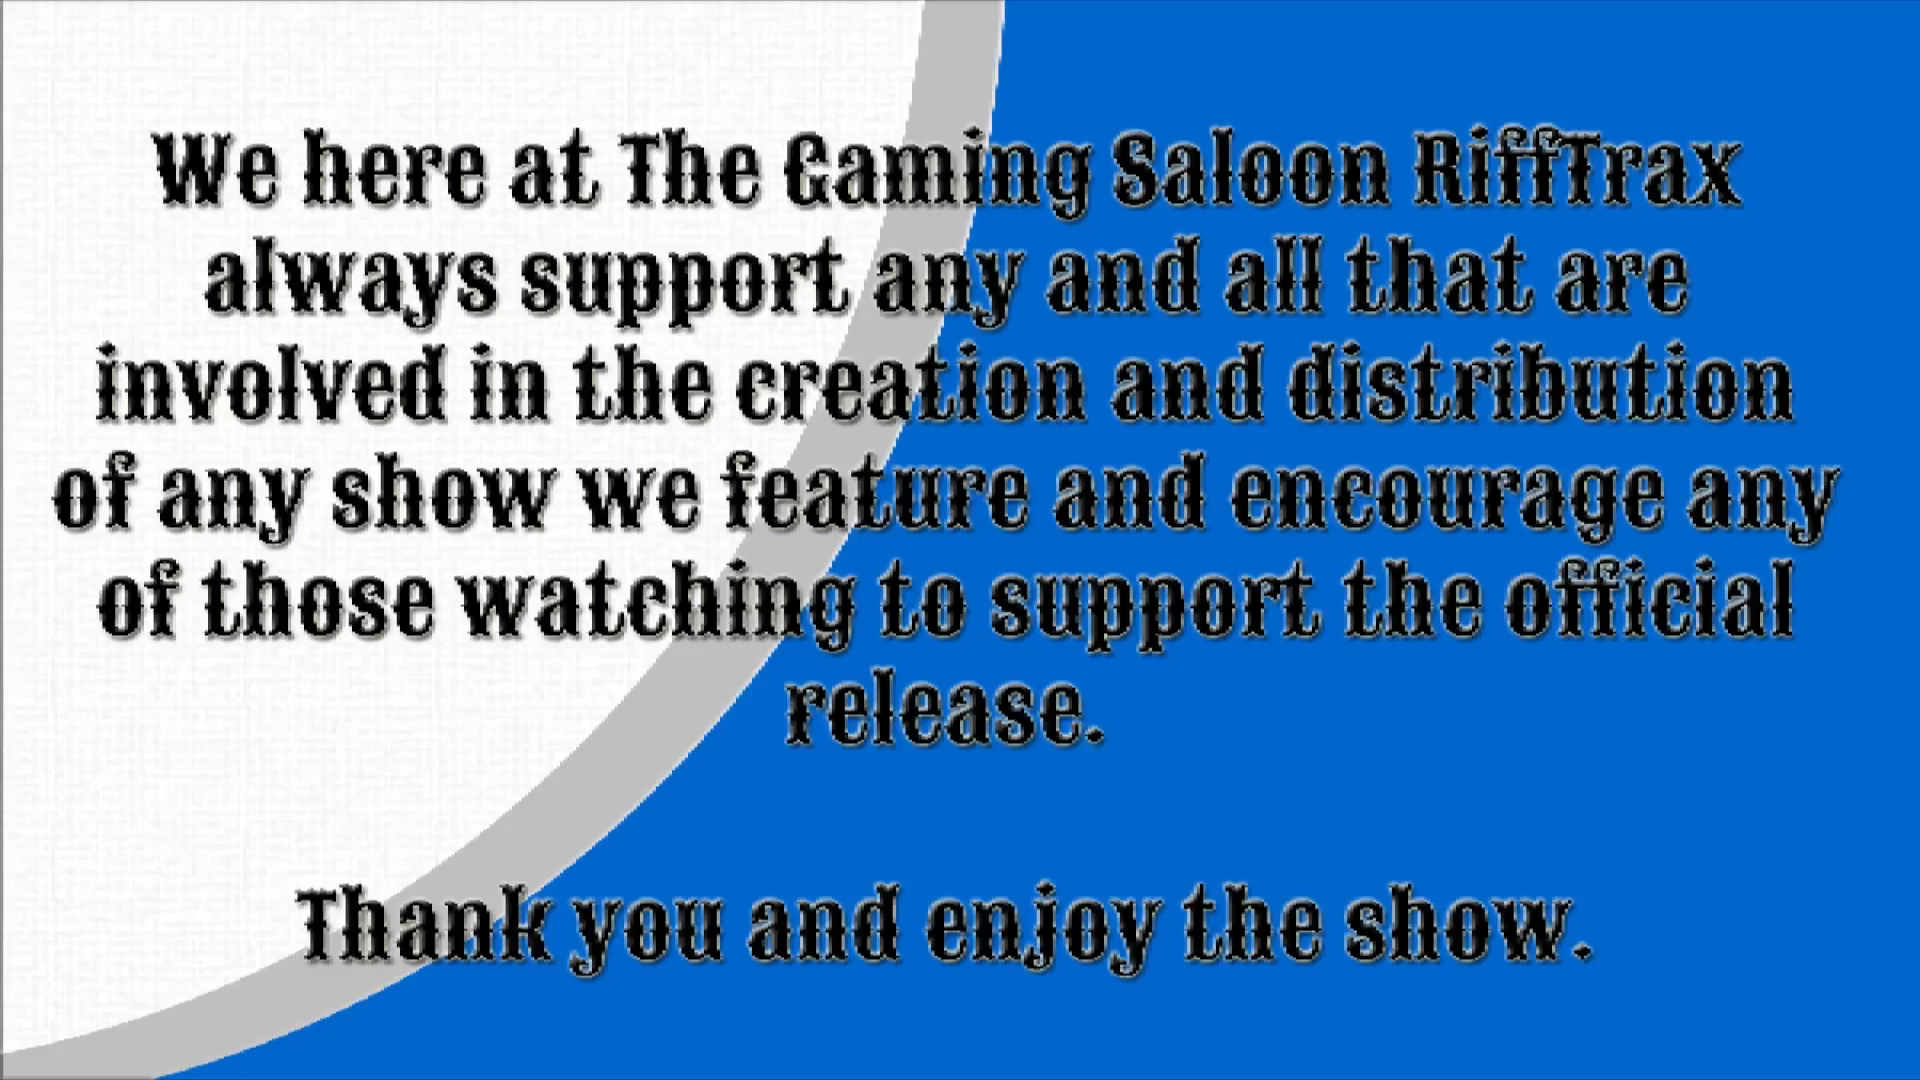 We here at The Gaming Saloon RiffTrax
always support any and all that are
involved in the creation and distribution
of any show we feature and encourage any
of those watching to support the official
release.
Thank you and enjoy the show.